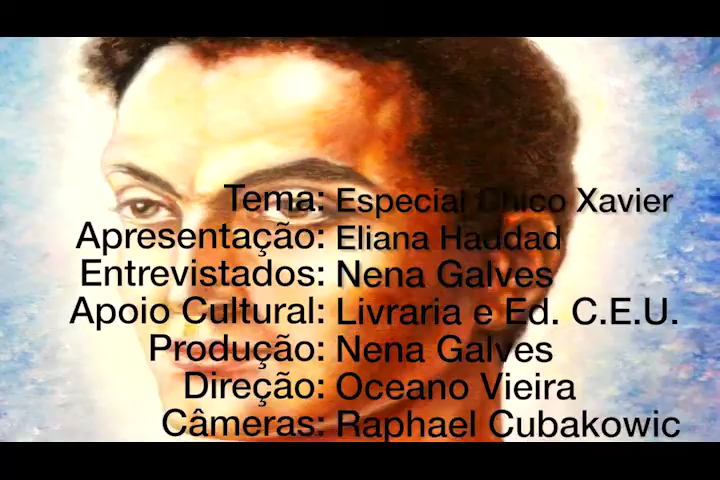 Tema: Especial Chico Xavier
Apresentação: Eliana Haddad
Entrevistados: Nena Galves
Apoio Cultural: Livraria e Ed. C.E.U.
Produção: Nena Galves
Direção: Oceano Vieira
Câmeras: Raphael Cubakowic